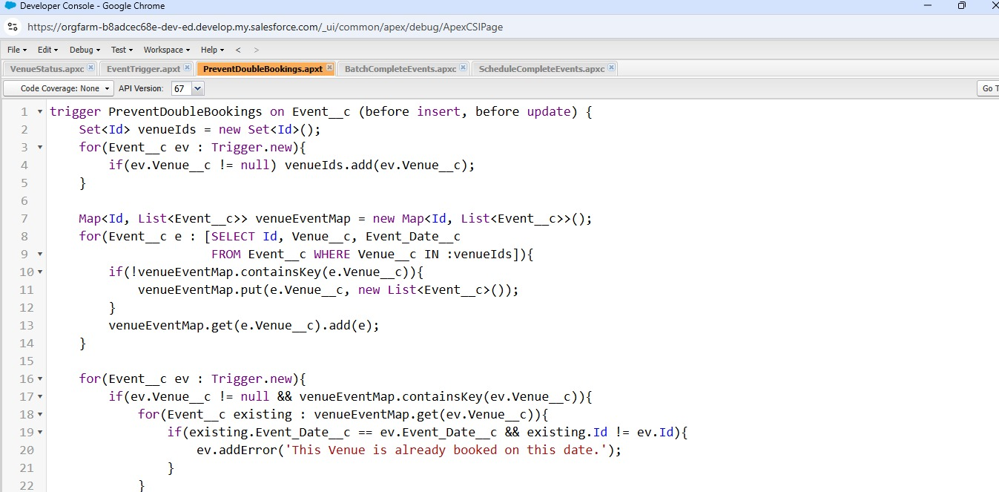 Developer Console - Google Chrome
https://orgfarm-b8adcec68e-dev-ed.develop.my.salesforce.com/_ui/common/apex/debug/ApexCSIPage
File Edit Debug Test Workspace Help < >
VenueStatus.apxc EventTrigger.apxt PreventDoubleBookings.apxt BatchCompleteEvents.apxc ScheduleCompleteEvents.apxc
Code Coverage: None API Version: 67 Go T
1 trigger PreventDoubleBookings on Event__c (before insert, before update) {
2 Set<Id> venueIds = new Set<Id>();
3 for(Event__c ev : Trigger.new){
4 if(ev.Venue__c != null) venueIds.add(ev.Venue__c);
5 }
6
7 Map<Id, List<Event__c>> venueEventMap = new Map<Id, List<Event__c>>();
8 for(Event__c e : [SELECT Id, Venue__c, Event_Date__c
9 FROM Event__c WHERE Venue__c IN :venueIds]){
10 if(!venueEventMap.containsKey(e.Venue__c)){
11 venueEventMap.put(e.Venue__c, new List<Event__c>());
12 }
13 venueEventMap.get(e.Venue__c).add(e);
14 }
15
16 for(Event__c ev : Trigger.new){
17 if(ev.Venue__c != null && venueEventMap.containsKey(ev.Venue__c)){
18 for(Event__c existing : venueEventMap.get(ev.Venue__c)){
19 if(existing.Event_Date__c == ev.Event_Date__c && existing.Id != ev.Id){
20 ev.addError('This Venue is already booked on this date.');
21 }
22 }